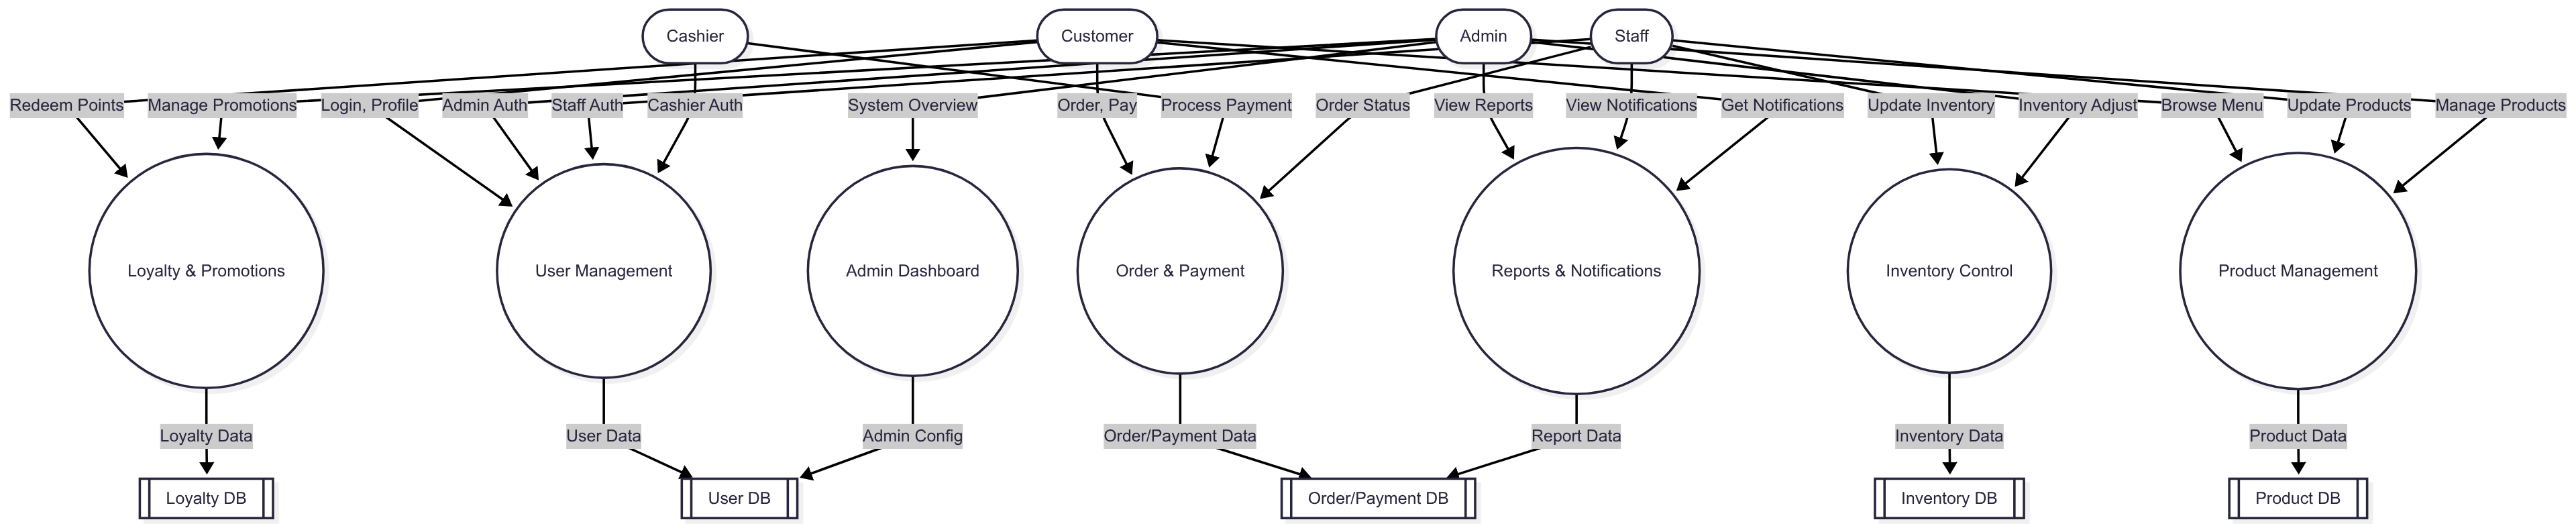 Cashier
Customer
Admin
Staff
Redeem Points
Manage Promotions
Login, Profile
Admin Auth
Staff Auth
Cashier Auth
System Overview
Order, Pay
Process Payment
Order Status
View Reports
View Notifications
Get Notifications
Update Inventory
Inventory Adjust
Browse Menu
Update Products
Manage Products
Loyalty & Promotions
User Management
Admin Dashboard
Order & Payment
Reports & Notifications
Inventory Control
Product Management
Loyalty Data
User Data
Admin Config
Order/Payment Data
Report Data
Inventory Data
Product Data
Loyalty DB
User DB
Order/Payment DB
Inventory DB
Product DB